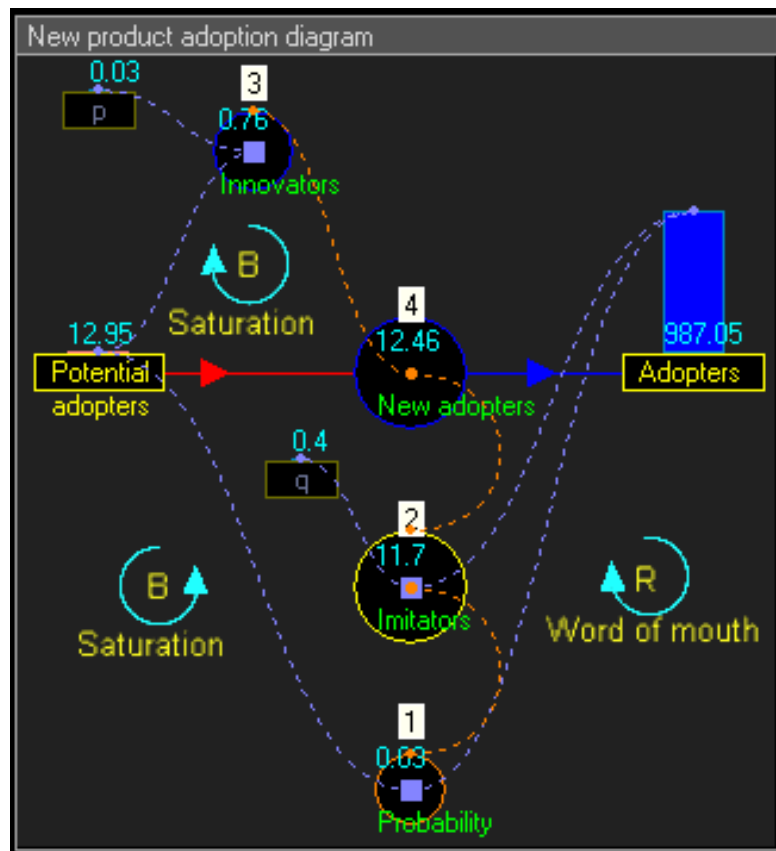 New product adoption diagram
0.03
p
3
0.76
Innovators
B
Saturation
12.95
Potential
adopters
4
12.46
New adopters
987.05
Adopters
0.4
q
2
11.7
Imitators
B
Saturation
R
Word of mouth
1
0.03
Probability